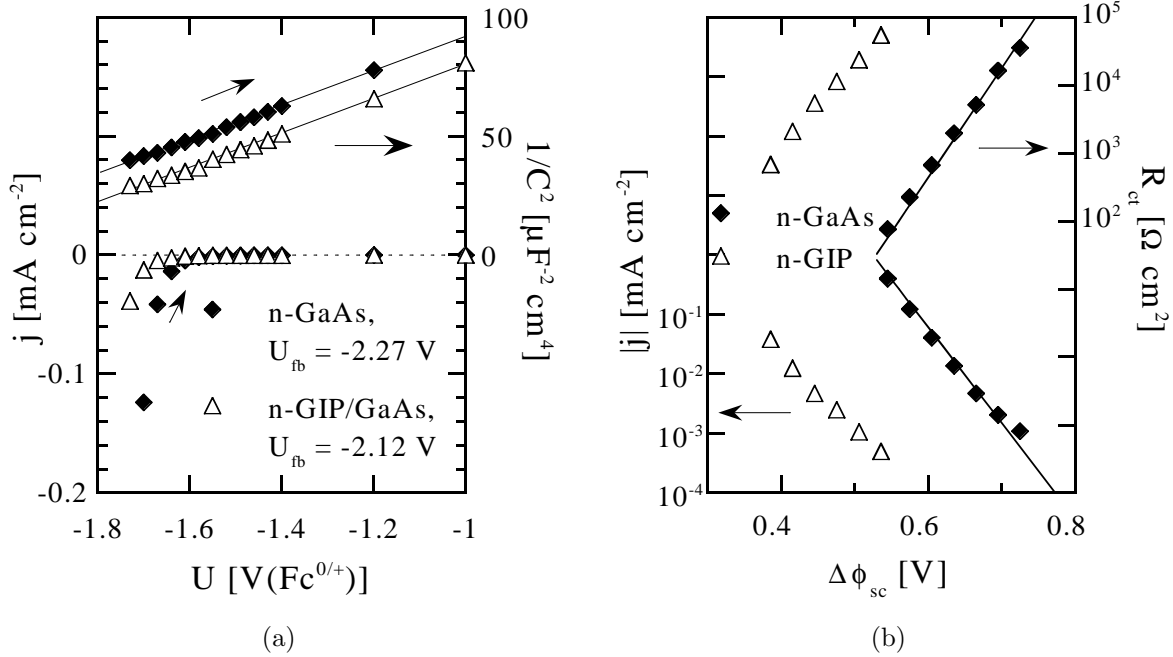 100
50
0
1/C² [μF⁻² cm⁴]
0
-0.1
-0.2
j [mA cm⁻²]
n-GaAs,
U_fb = -2.27 V
n-GIP/GaAs,
U_fb = -2.12 V
-1.8 -1.6 -1.4 -1.2 -1
U [V(Fc⁰/⁺)]
(a)
10⁵
10⁴
10³
10²
R_ct [Ω cm²]
n-GaAs
n-GIP
|j| [mA cm⁻²]
10⁻¹
10⁻²
10⁻³
10⁻⁴
0.4 0.6 0.8
Δϕ_sc [V]
(b)